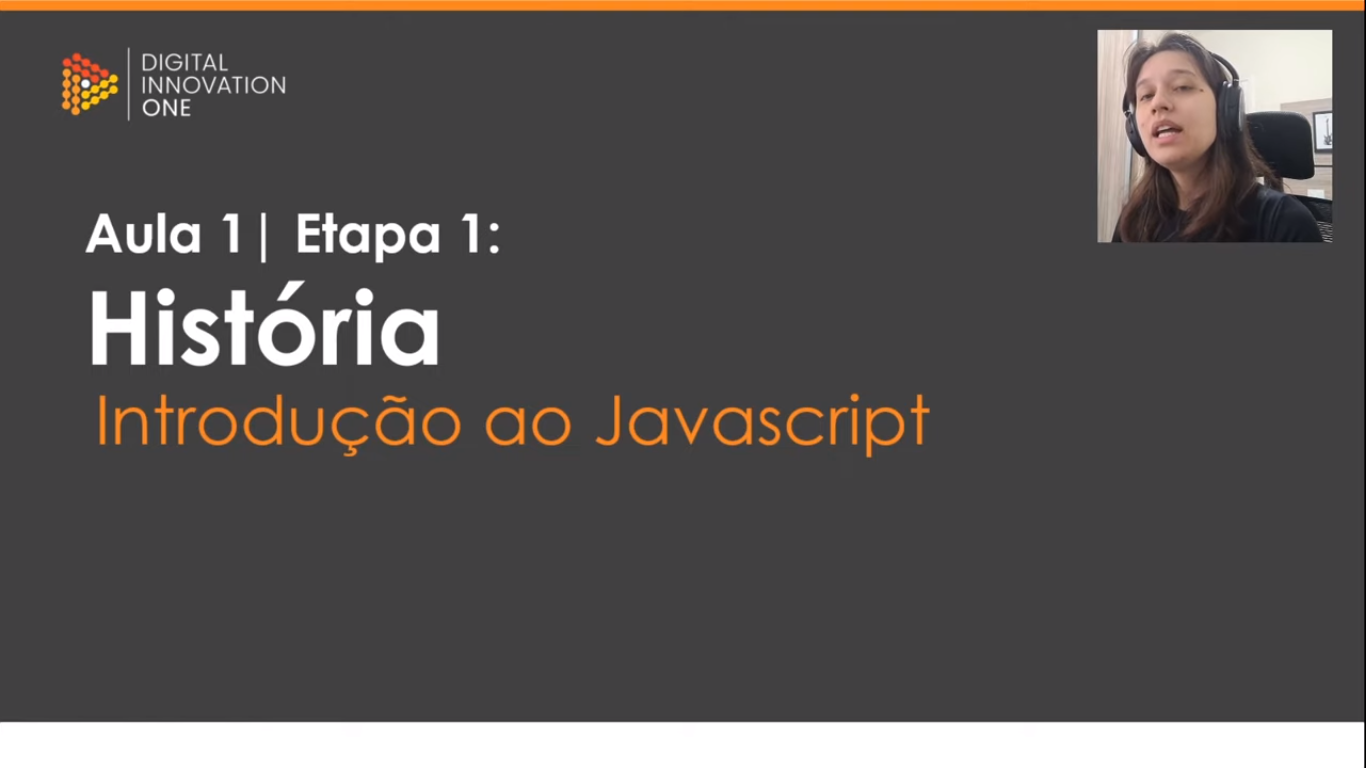 DIGITAL
INNOVATION
ONE
Aula 1| Etapa 1:
História
Introdução ao Javascript